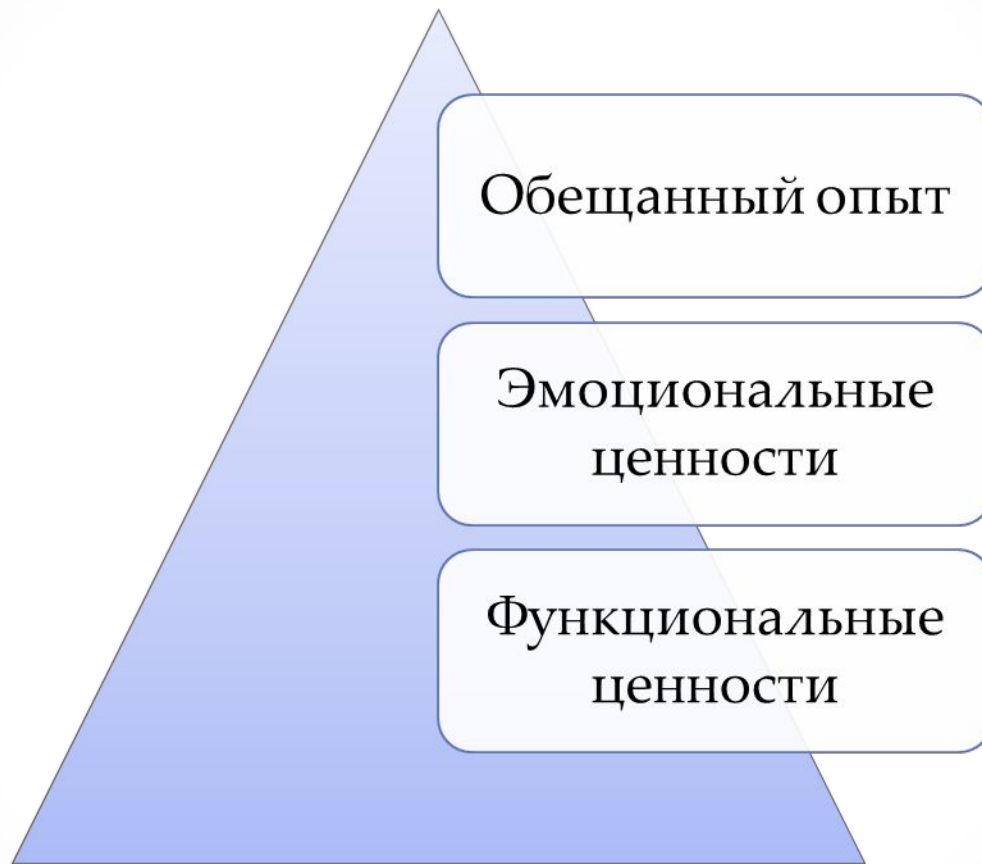 Обещанный опыт
Эмоциональные
ценности
Функциональные
ценности